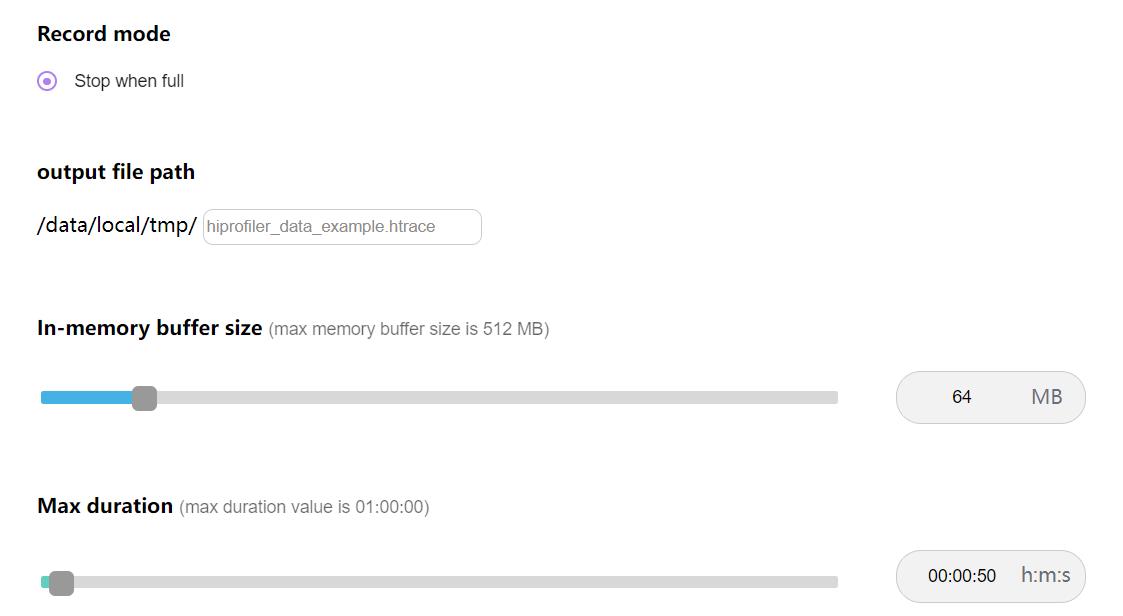 Record mode
Stop when full
output file path
/data/local/tmp/ hiprofiler_data_example.htrace
In-memory buffer size (max memory buffer size is 512 MB)
64 MB
Max duration (max duration value is 01:00:00)
00:00:50 h:m:s